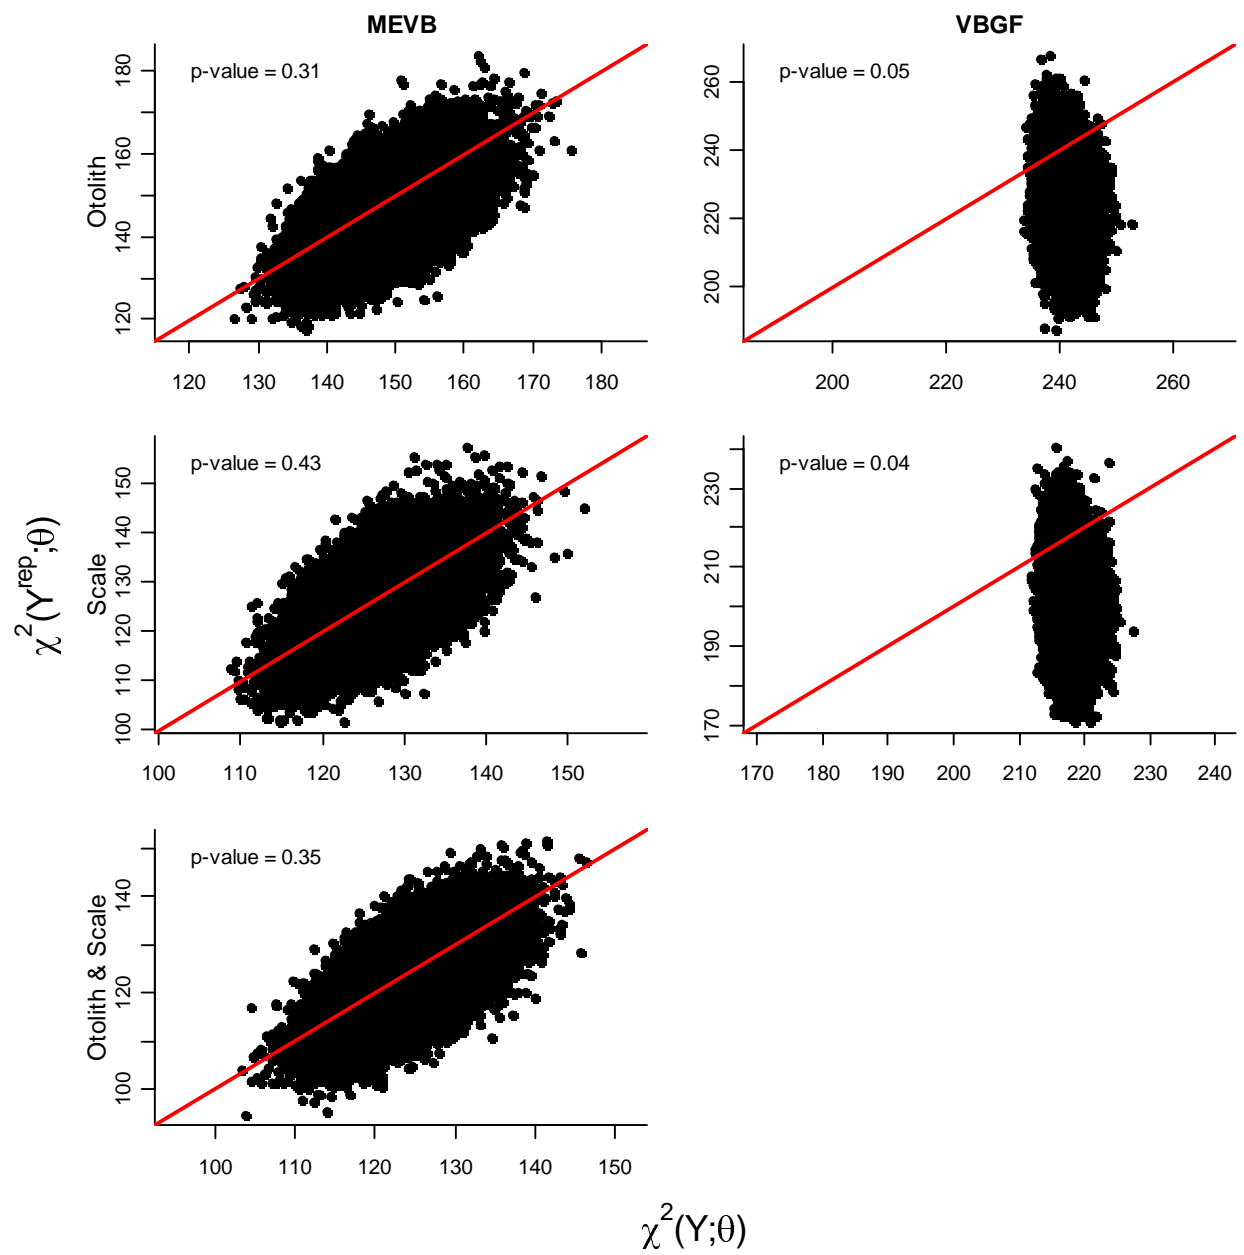 MEVB
VBGF
p-value = 0.31
p-value = 0.05
Otolith
180
160
140
120
120 130 140 150 160 170 180
260
240
220
200
200 220 240 260
p-value = 0.43
p-value = 0.04
χ²(Yʳᵉᵖ;θ)
Scale
150
140
130
120
110
100
100 110 120 130 140 150
230
210
190
170
170 180 190 200 210 220 230 240
p-value = 0.35
Otolith & Scale
140
120
100
100 110 120 130 140 150
χ²(Y;θ)